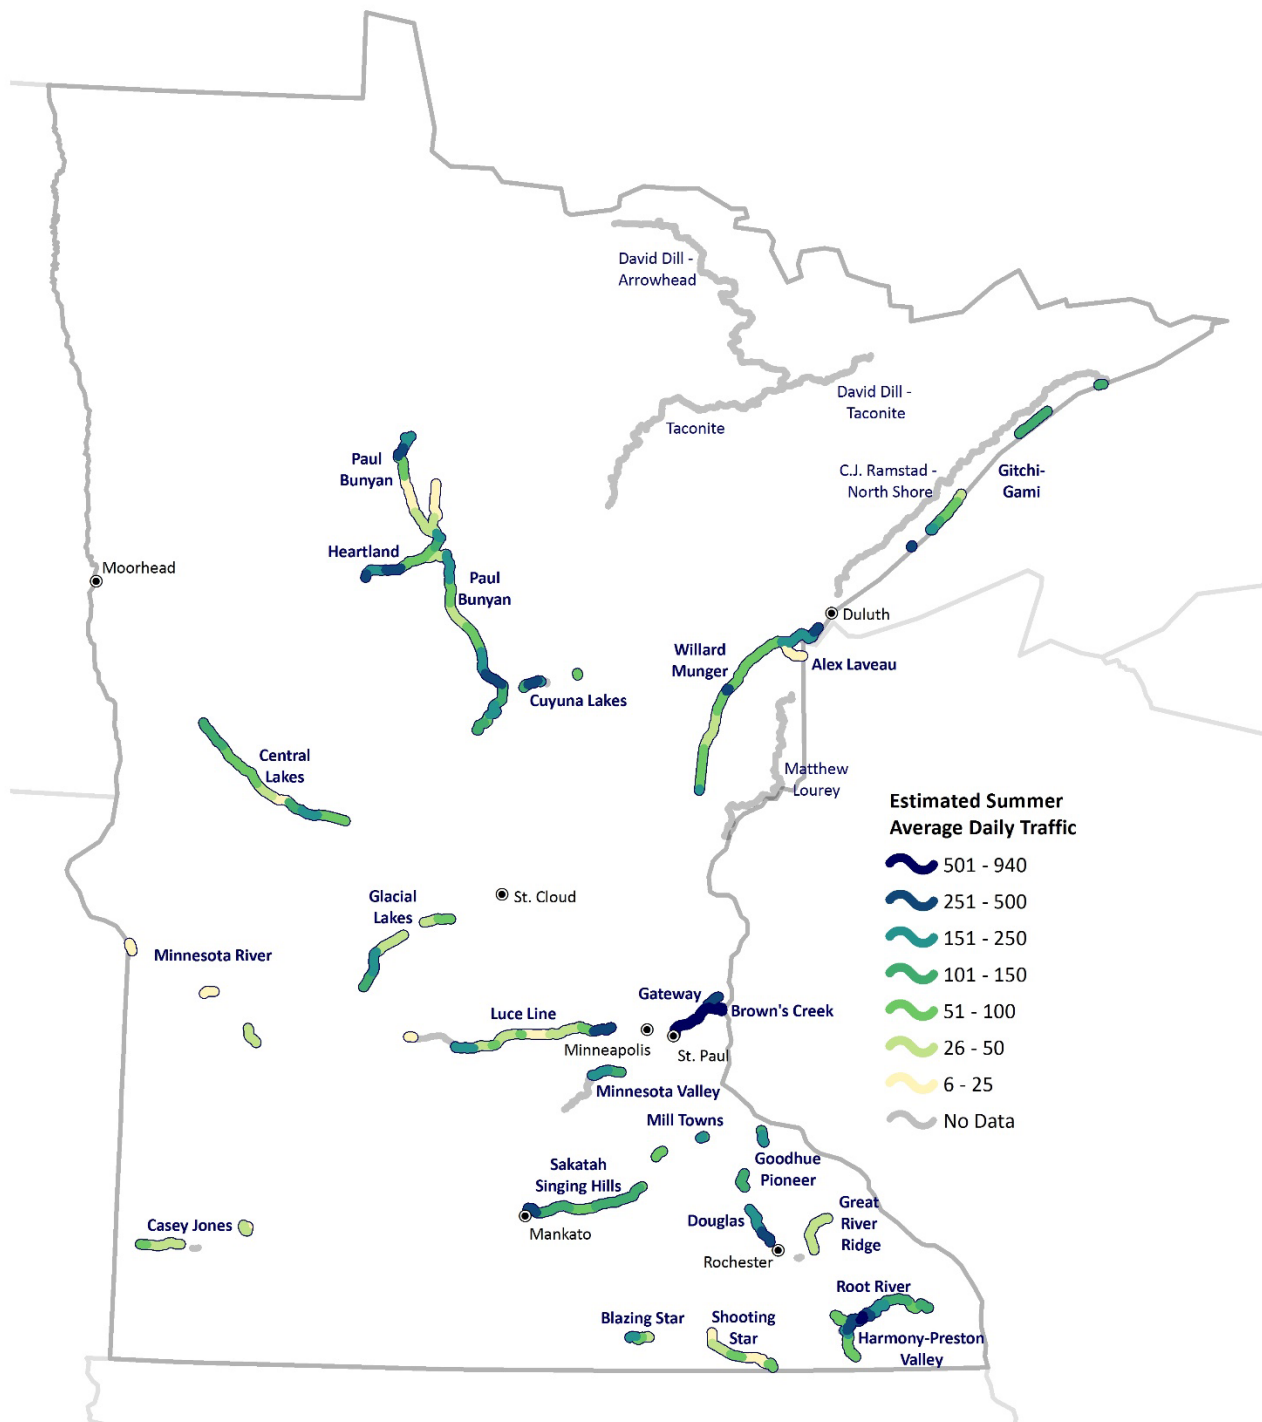 David Dill -
Arrowhead
David Dill -
Taconite
Taconite
Paul
Bunyan
C.J. Ramstad -
North Shore
Gitchi-
Gami
Heartland
Moorhead
Paul
Bunyan
Duluth
Willard
Munger
Alex Laveau
Cuyuna Lakes
Central
Lakes
Matthew
Lourey
Estimated Summer
Average Daily Traffic
501 - 940
251 - 500
151 - 250
101 - 150
51 - 100
26 - 50
6 - 25
No Data
Glacial
Lakes
St. Cloud
Minnesota River
Gateway
Brown's Creek
Luce Line
Minneapolis
St. Paul
Minnesota Valley
Mill Towns
Sakatah
Singing Hills
Goodhue
Pioneer
Casey Jones
Mankato
Douglas
Great
River
Ridge
Rochester
Root River
Blazing Star
Shooting
Star
Harmony-Preston
Valley